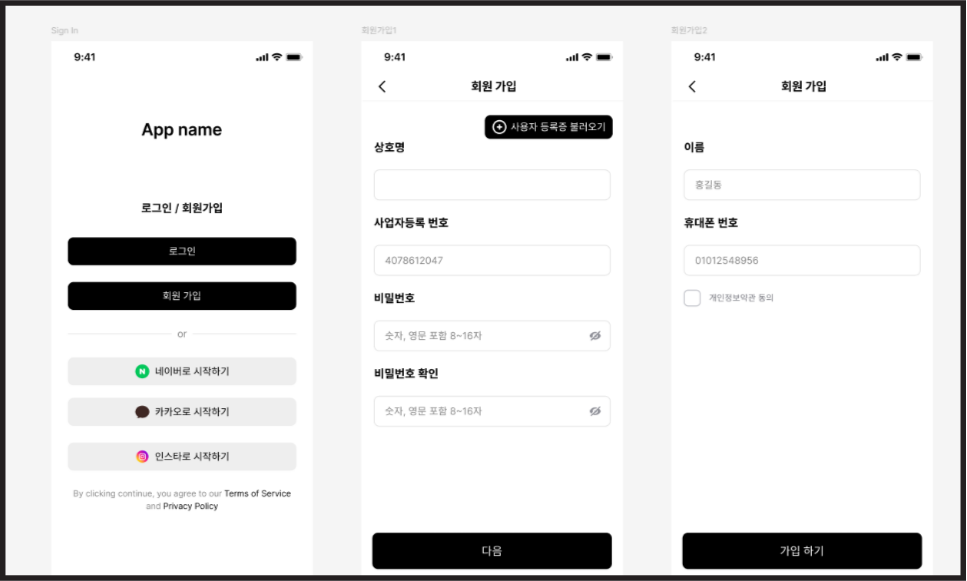 Sign In
9:41
App name
로그인 / 회원가입
로그인
회원 가입
or
네이버로 시작하기
카카오로 시작하기
인스타로 시작하기
By clicking continue, you agree to our Terms of Service
and Privacy Policy
회원가입1
9:41
회원 가입
사용자 등록증 불러오기
상호명
사업자등록 번호
4078612047
비밀번호
숫자, 영문 포함 8~16자
비밀번호 확인
숫자, 영문 포함 8~16자
다음
회원가입2
9:41
회원 가입
이름
홍길동
휴대폰 번호
01012548956
개인정보약관 동의
가입 하기